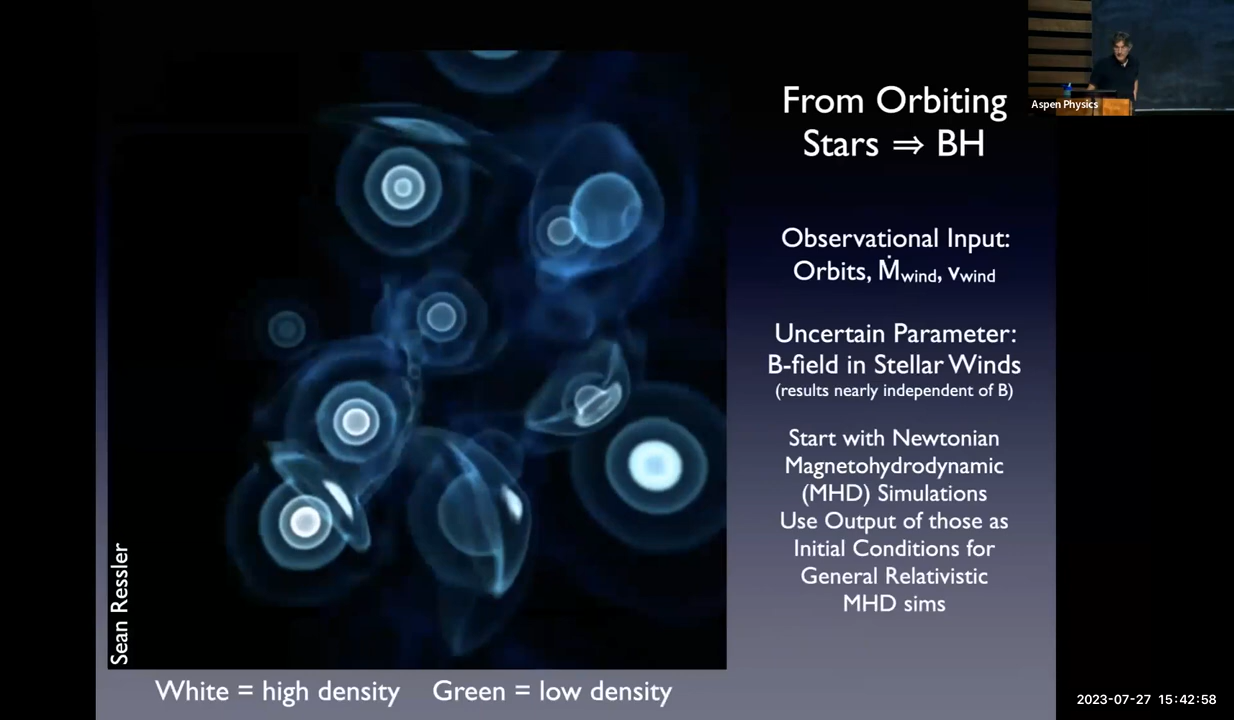 From Orbiting
Stars ⇒ BH
Aspen Physics
Observational Input:
Orbits, Ṁwind, vwind
Uncertain Parameter:
B-field in Stellar Winds
(results nearly independent of B)
Start with Newtonian
Magnetohydrodynamic
(MHD) Simulations
Use Output of those as
Initial Conditions for
General Relativistic
MHD sims
Sean Ressler
White = high density Green = low density
2023-07-27 15:42:58